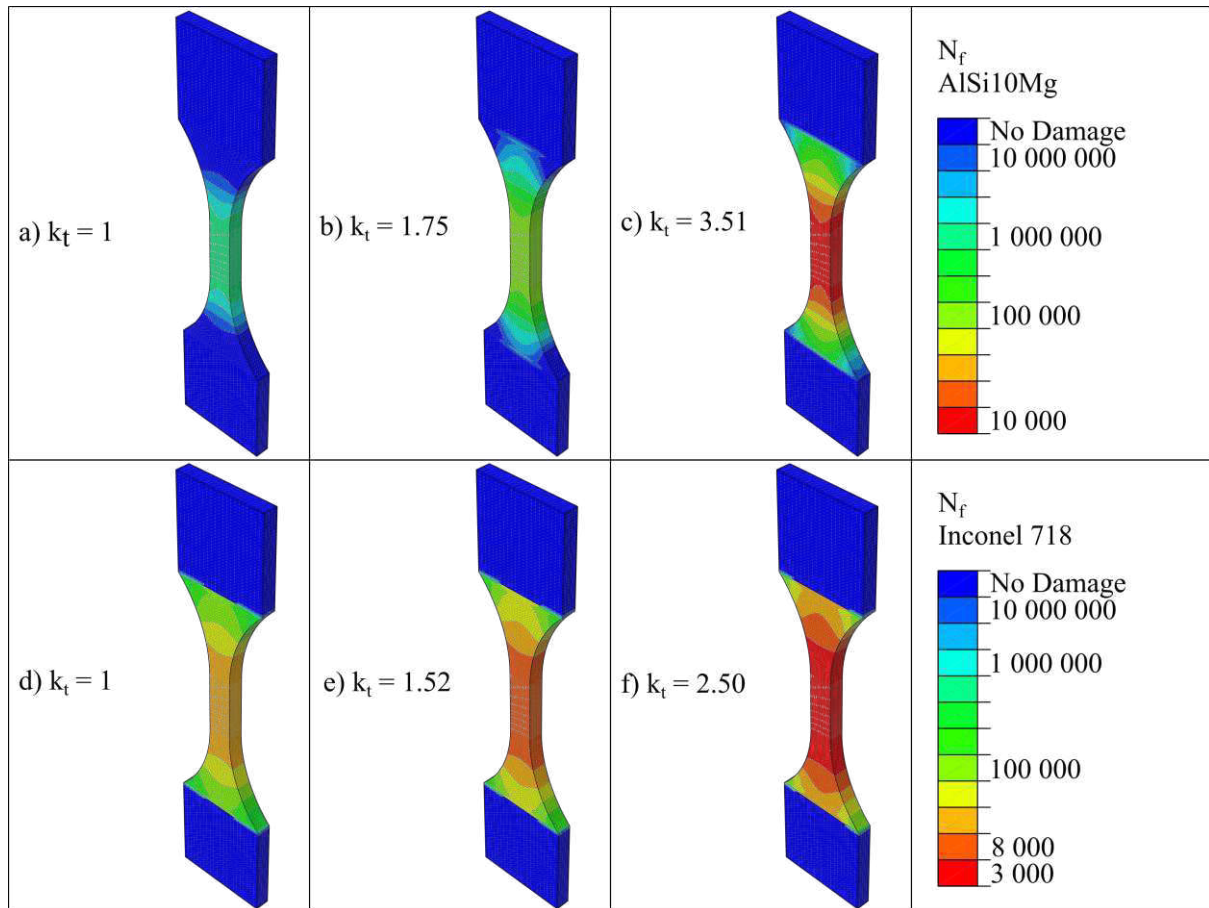 a) kt = 1
b) kt = 1.75
c) kt = 3.51
Nf
AlSi10Mg
No Damage
10 000 000
1 000 000
100 000
10 000
d) kt = 1
e) kt = 1.52
f) kt = 2.50
Nf
Inconel 718
No Damage
10 000 000
1 000 000
100 000
8 000
3 000